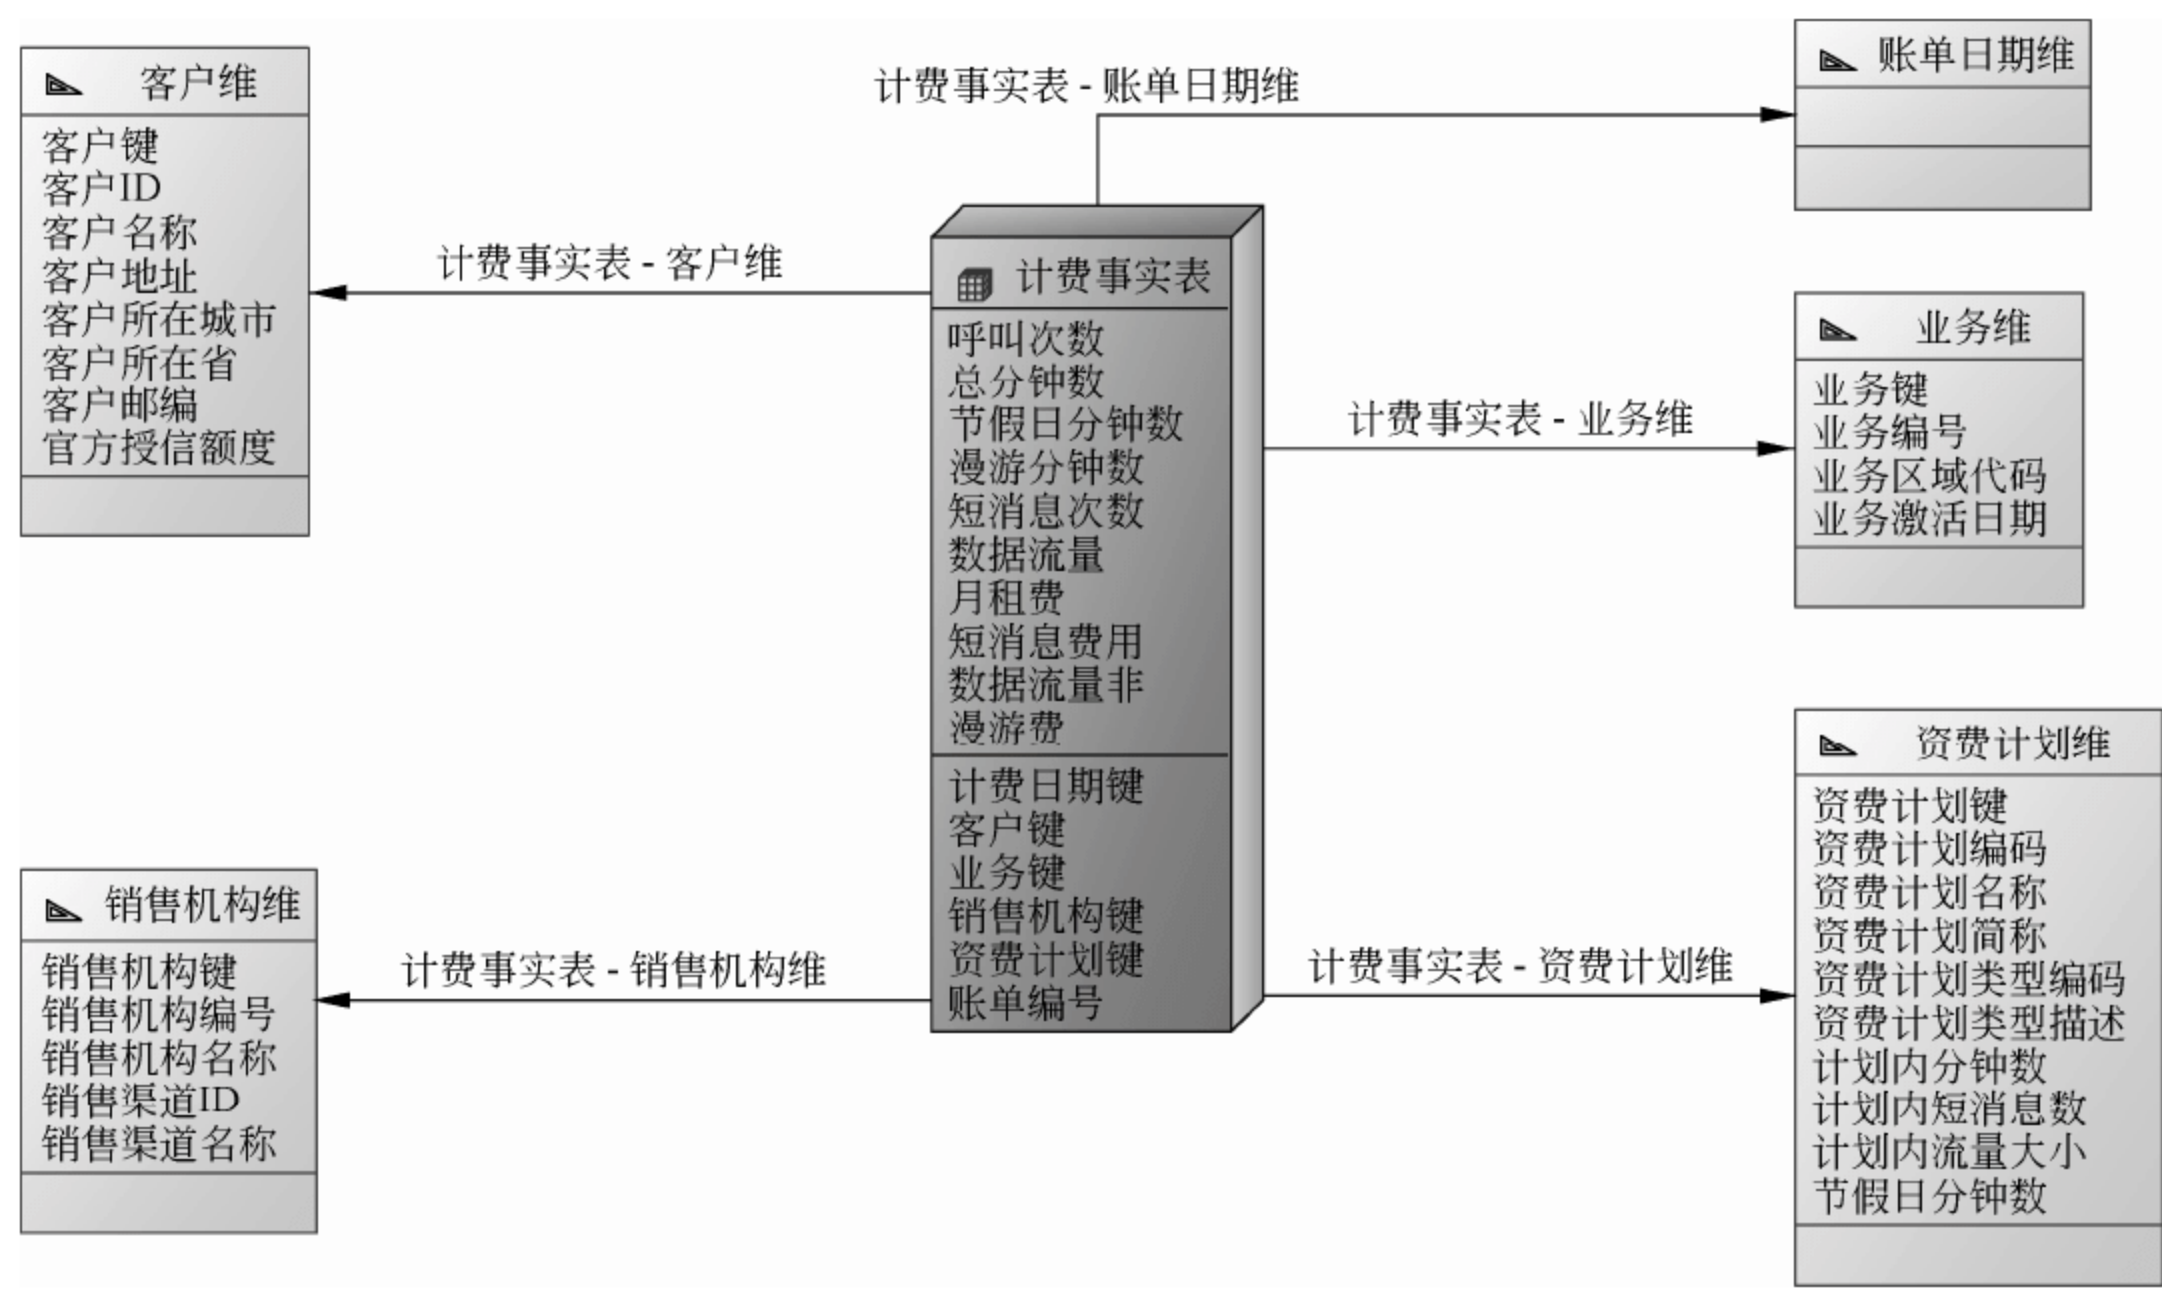 客户维
客户键
客户ID
客户名称
客户地址
客户所在城市
客户所在省
客户邮编
官方授信额度
计费事实表 - 客户维
计费事实表 - 账单日期维
账单日期维
计费事实表
呼叫次数
总分钟数
节假日分钟数
漫游分钟数
短消息次数
数据流量
月租费
短消息费用
数据流量非
漫游费
计费日期键
客户键
业务键
销售机构键
资费计划键
账单编号
计费事实表 - 业务维
业务维
业务键
业务编号
业务区域代码
业务激活日期
销售机构维
销售机构键
销售机构编号
销售机构名称
销售渠道ID
销售渠道名称
计费事实表 - 销售机构维
计费事实表 - 资费计划维
资费计划维
资费计划键
资费计划编码
资费计划名称
资费计划简称
资费计划类型编码
资费计划类型描述
计划内分钟数
计划内短消息数
计划内流量大小
节假日分钟数